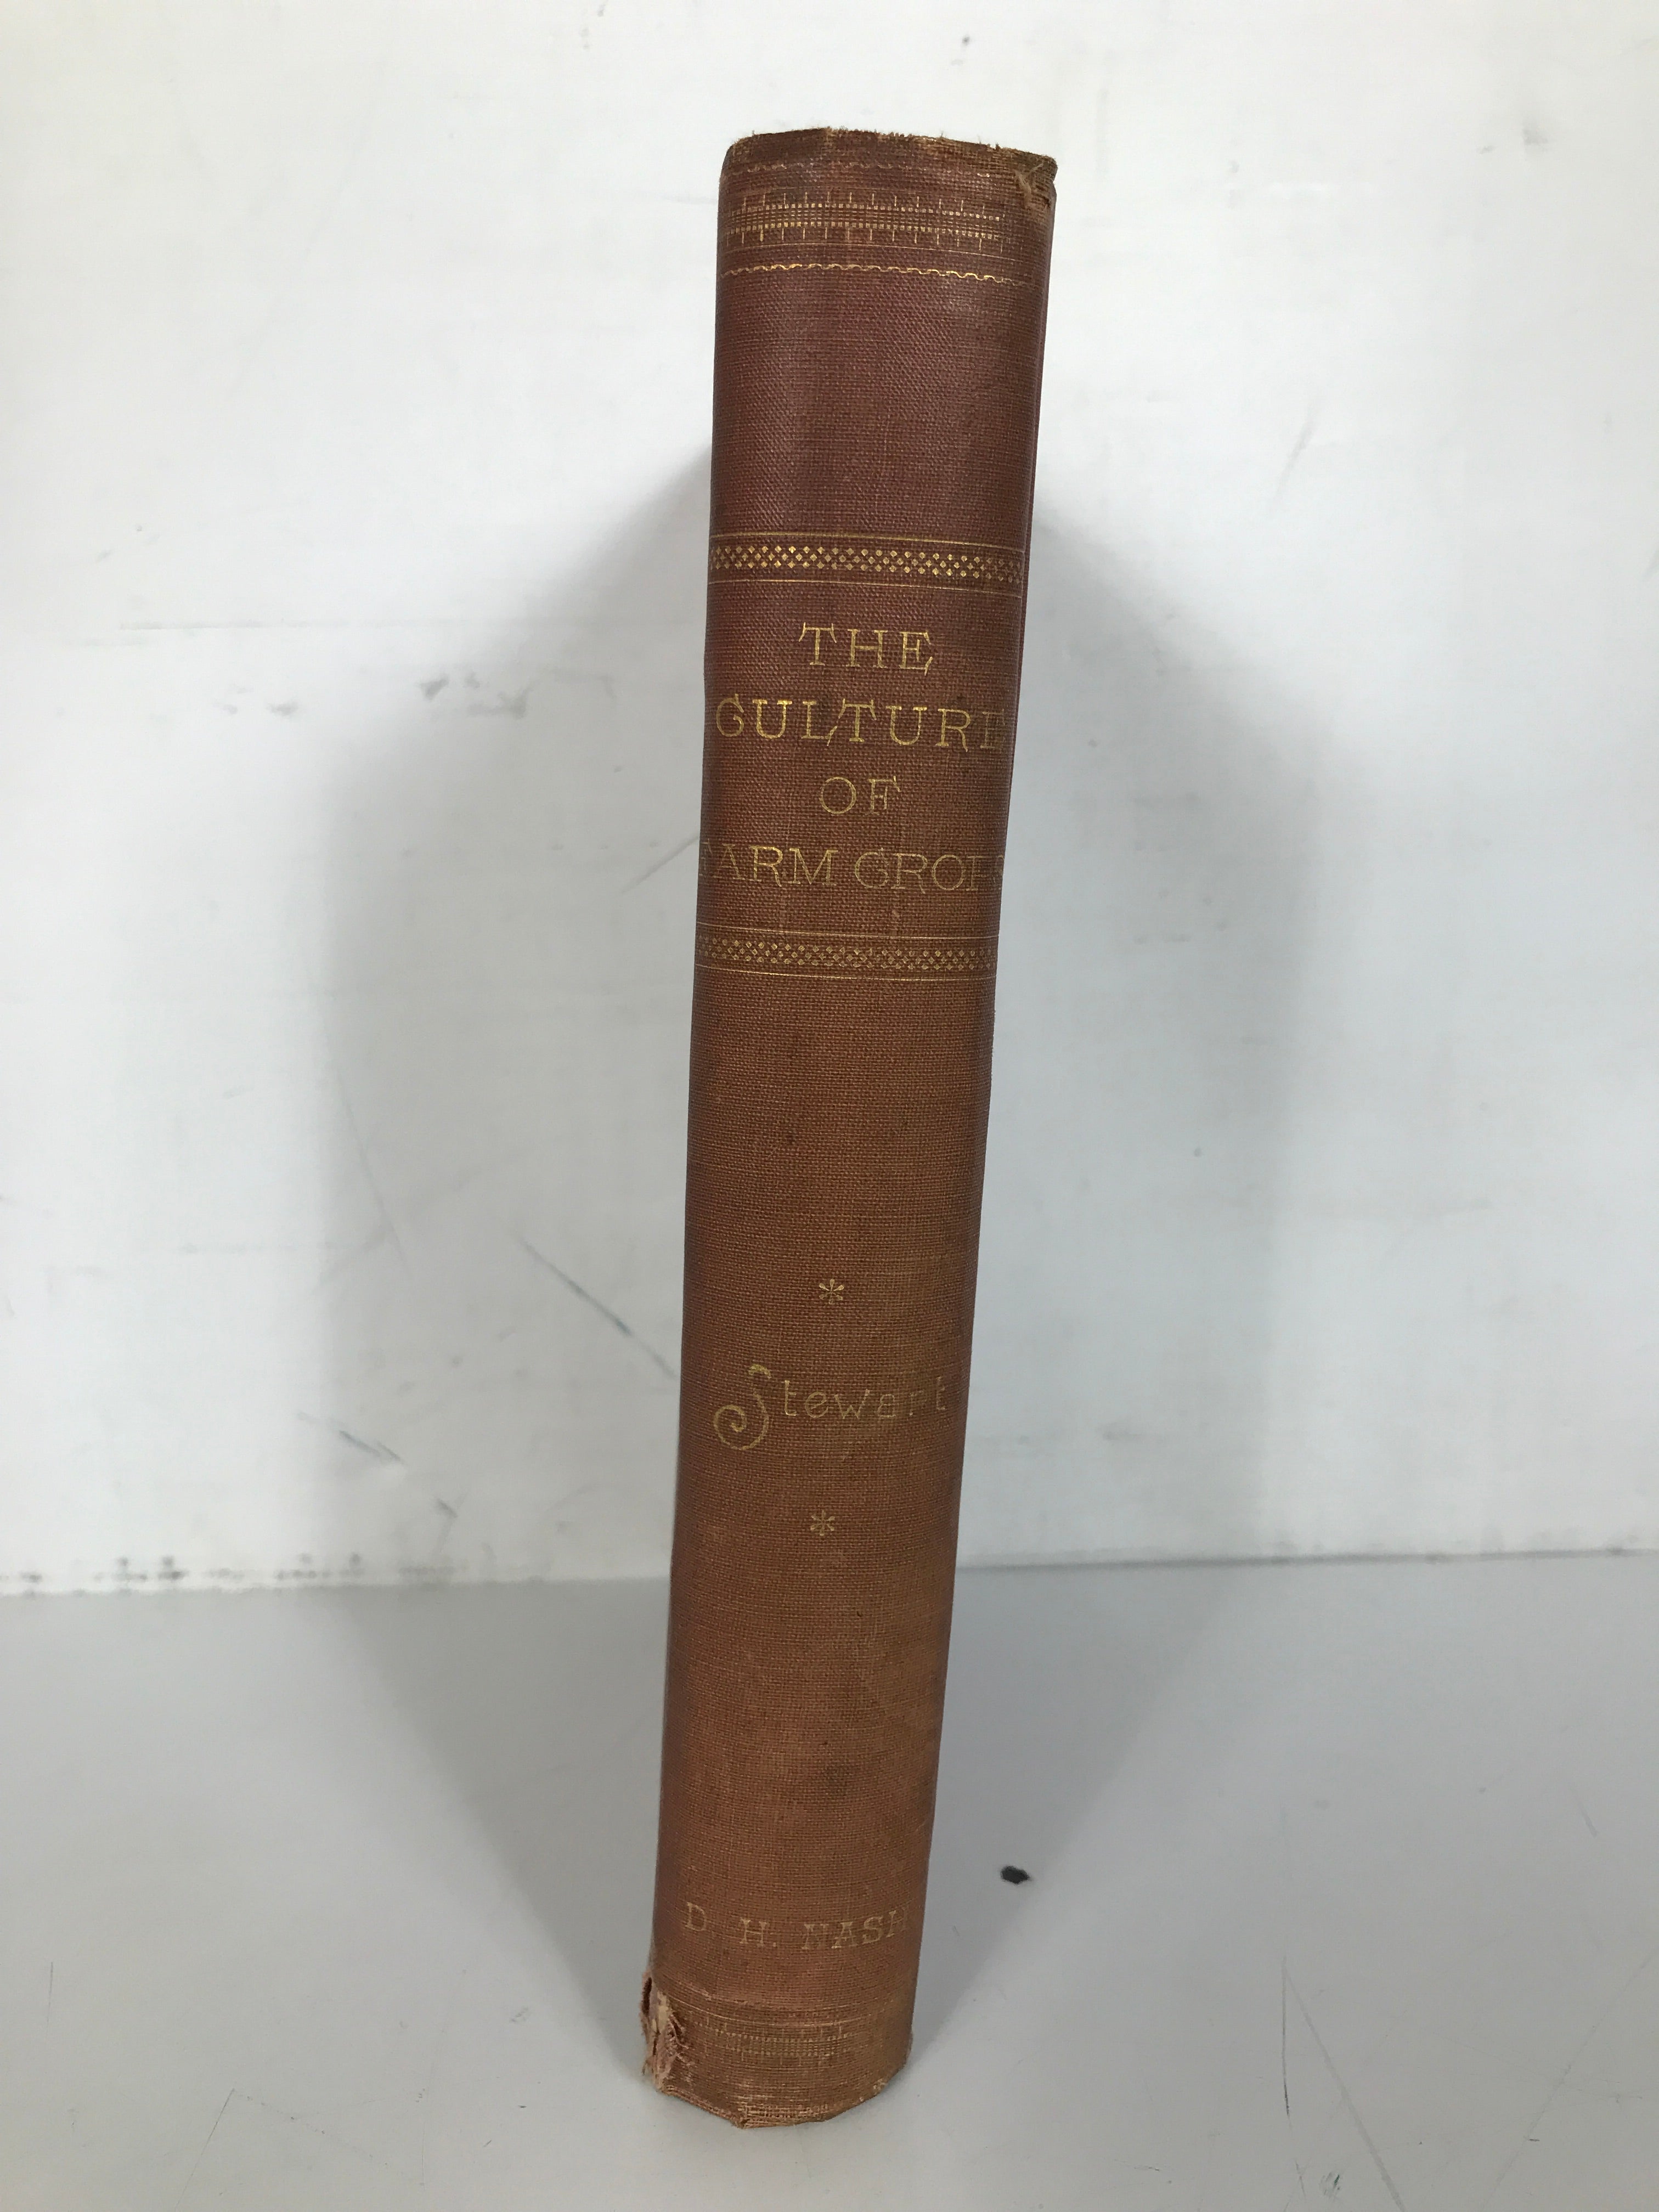 THE
CULTURE
OF
FARM CROPS
*
Stewart
*
D. H. NASH